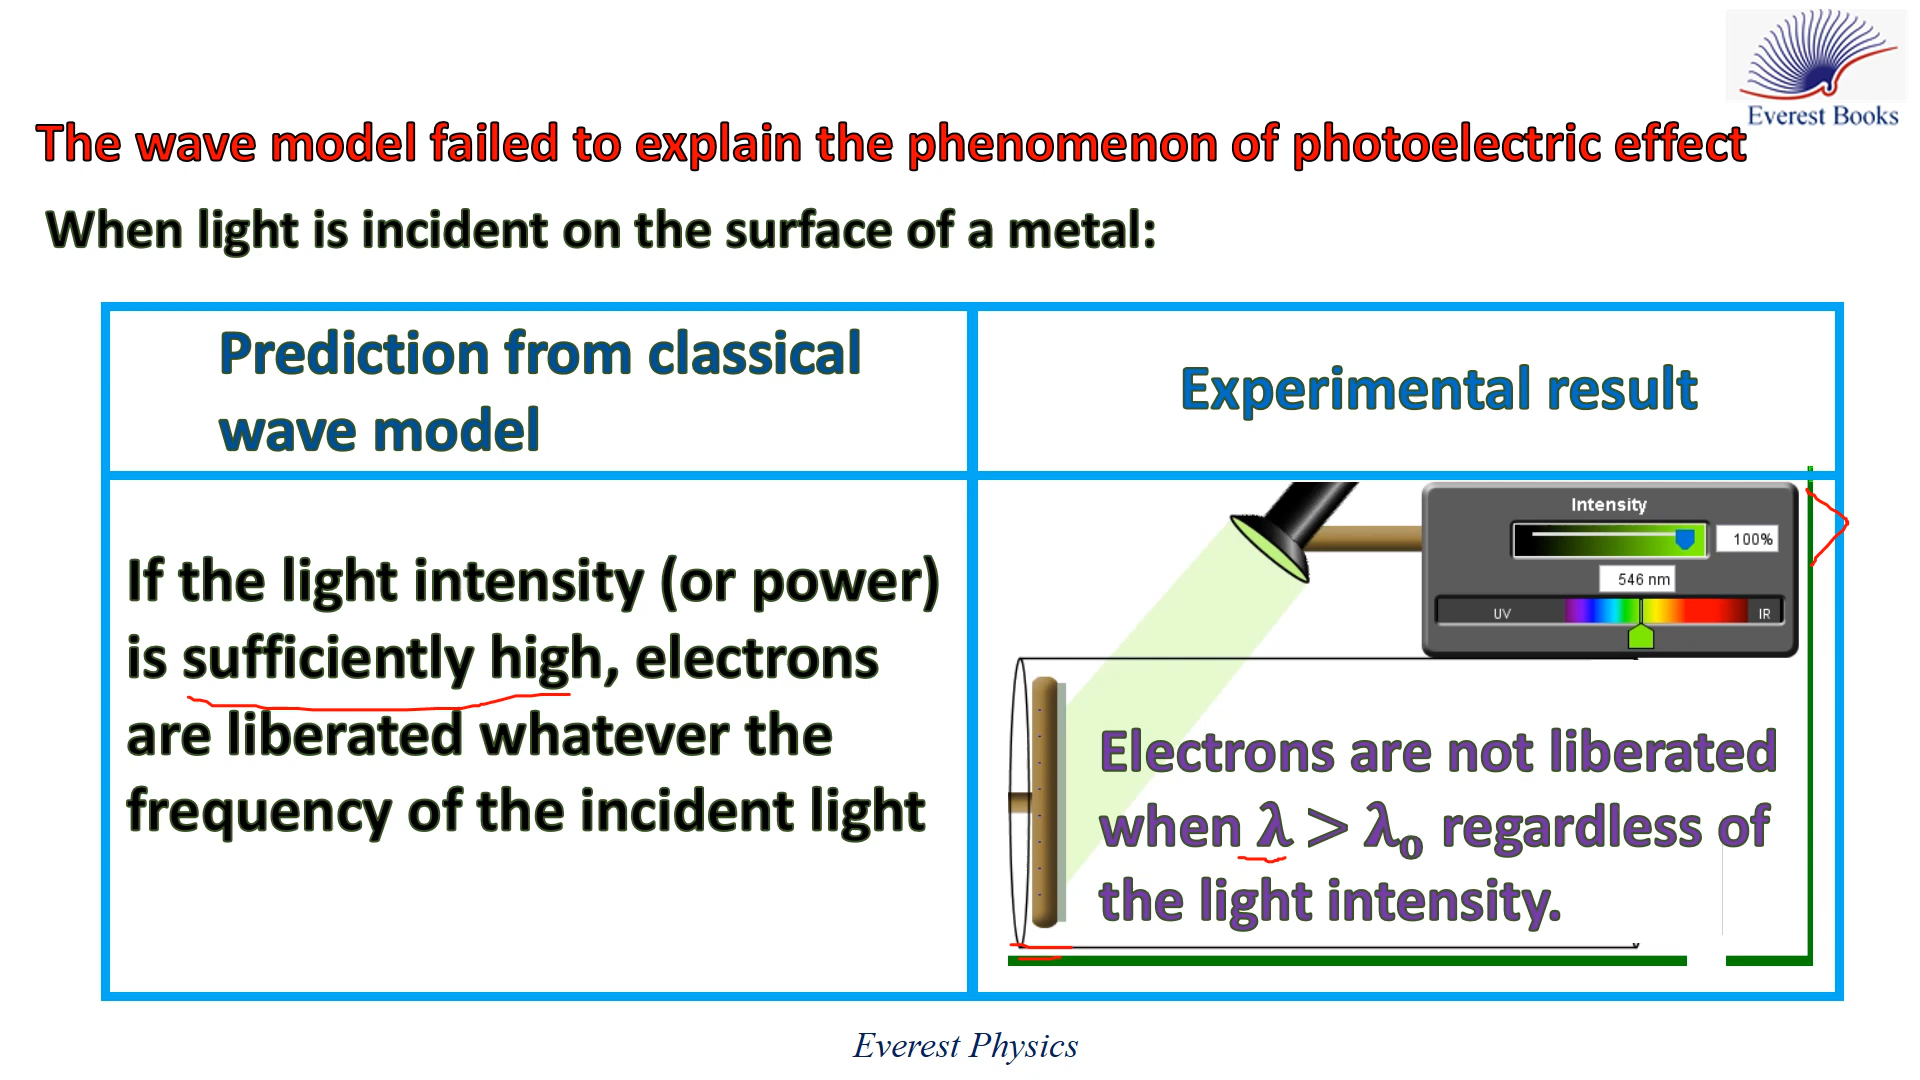 Everest Books
The wave model failed to explain the phenomenon of photoelectric effect
When light is incident on the surface of a metal:
Prediction from classical
wave model
Experimental result
If the light intensity (or power)
is sufficiently high, electrons
are liberated whatever the
frequency of the incident light
Intensity
100%
546 nm
UV
IR
Electrons are not liberated
when λ > λ₀ regardless of
the light intensity.
Everest Physics